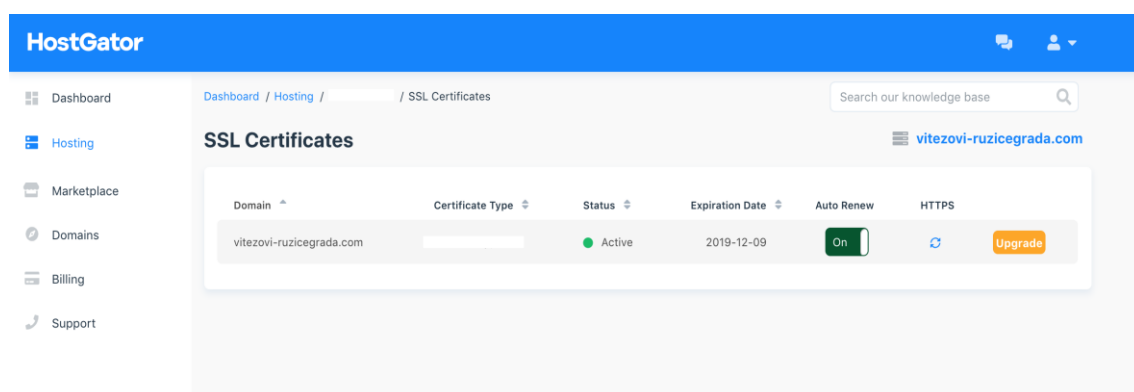 HostGator
Dashboard
Hosting
Marketplace
Domains
Billing
Support
Dashboard / Hosting / / SSL Certificates
Search our knowledge base
SSL Certificates
vitezovi-ruzicegrada.com
Domain Certificate Type Status Expiration Date Auto Renew HTTPS
vitezovi-ruzicegrada.com Active 2019-12-09 On Upgrade